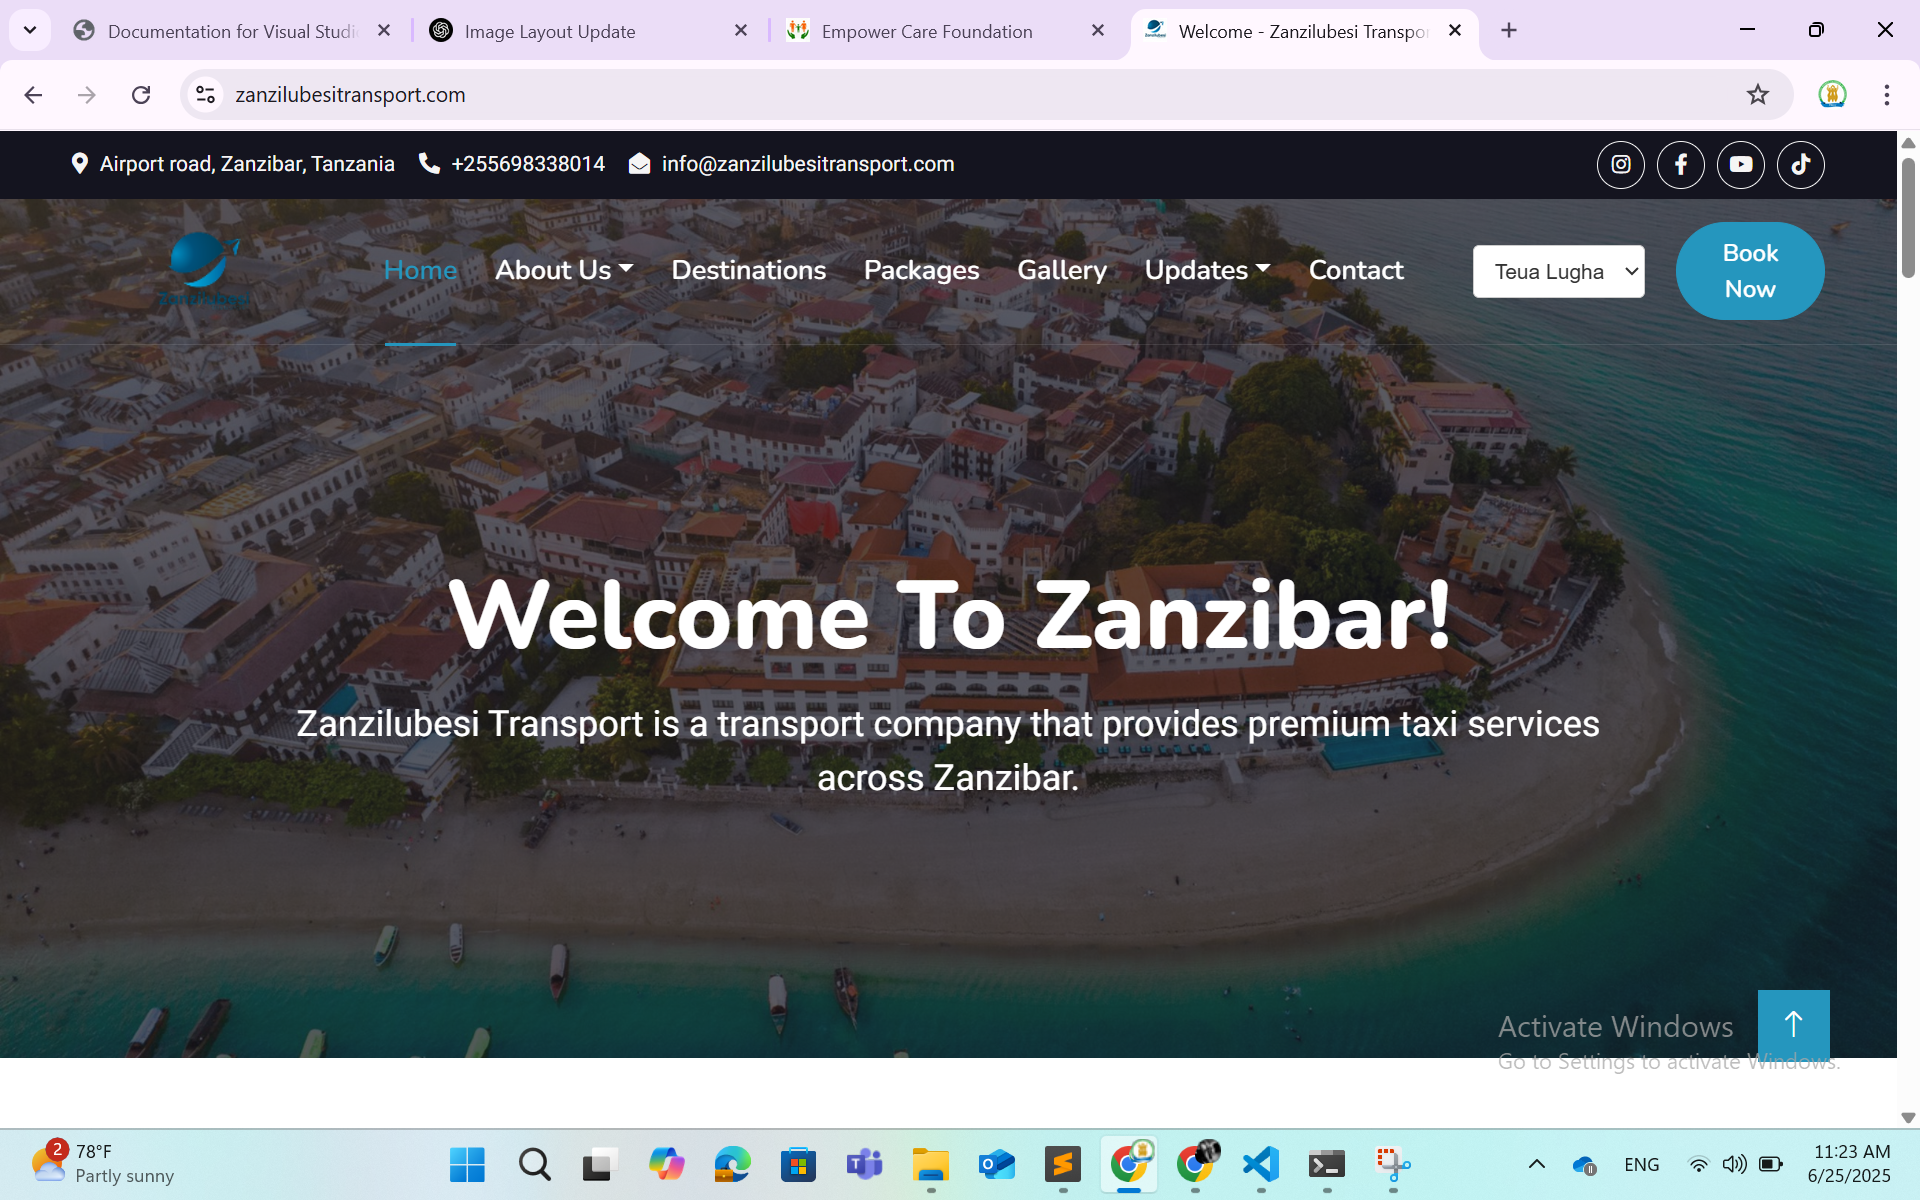 Documentation for Visual Studi
Image Layout Update
Empower Care Foundation
Welcome - Zanzilubesi Transpor
zanzilubesitransport.com
Airport road, Zanzibar, Tanzania
+255698338014
info@zanzilubesitransport.com
Zanzilubesi
Home
About Us
Destinations
Packages
Gallery
Updates
Contact
Teua Lugha
Book
Now
Welcome To Zanzibar!
Zanzilubesi Transport is a transport company that provides premium taxi services
across Zanzibar.
Activate Windows
Go to Settings to activate Windows.
2
78°F
Partly sunny
ENG
11:23 AM
6/25/2025